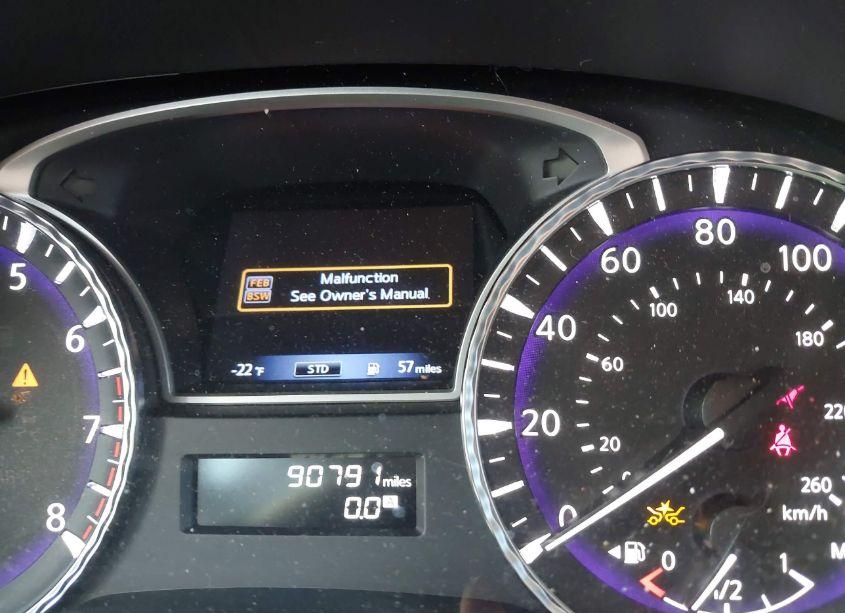 FEB
BSW
Malfunction
See Owner's Manual
-22 °F
STD
57 miles
90791 miles
0.0 A
5
6
7
8
0
20
40
60
80
100
20
60
100
140
180
220
260
km/h
0
1/2
1